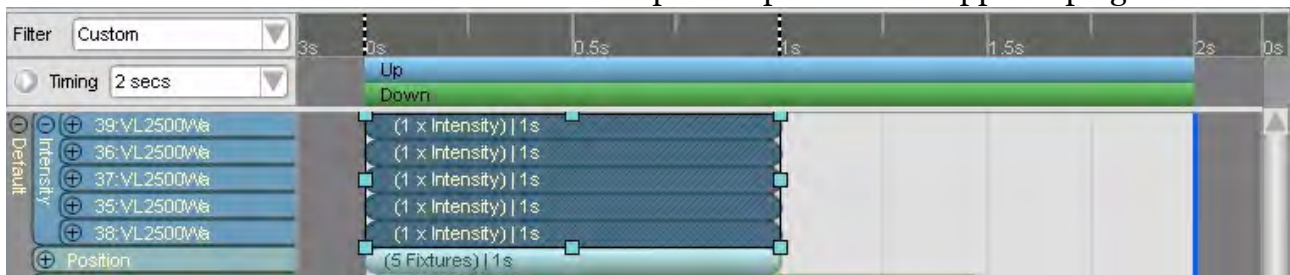 Filter Custom 3s 0s 0.5s 1s 1.5s 2s 0s
Timing 2 secs
Up
Down
Default
Intensity
39:VL2500Wa (1 x Intensity) | 1s
36:VL2500Wa (1 x Intensity) | 1s
37:VL2500Wa (1 x Intensity) | 1s
35:VL2500Wa (1 x Intensity) | 1s
38:VL2500Wa (1 x Intensity) | 1s
Position (5 Fixtures) | 1s